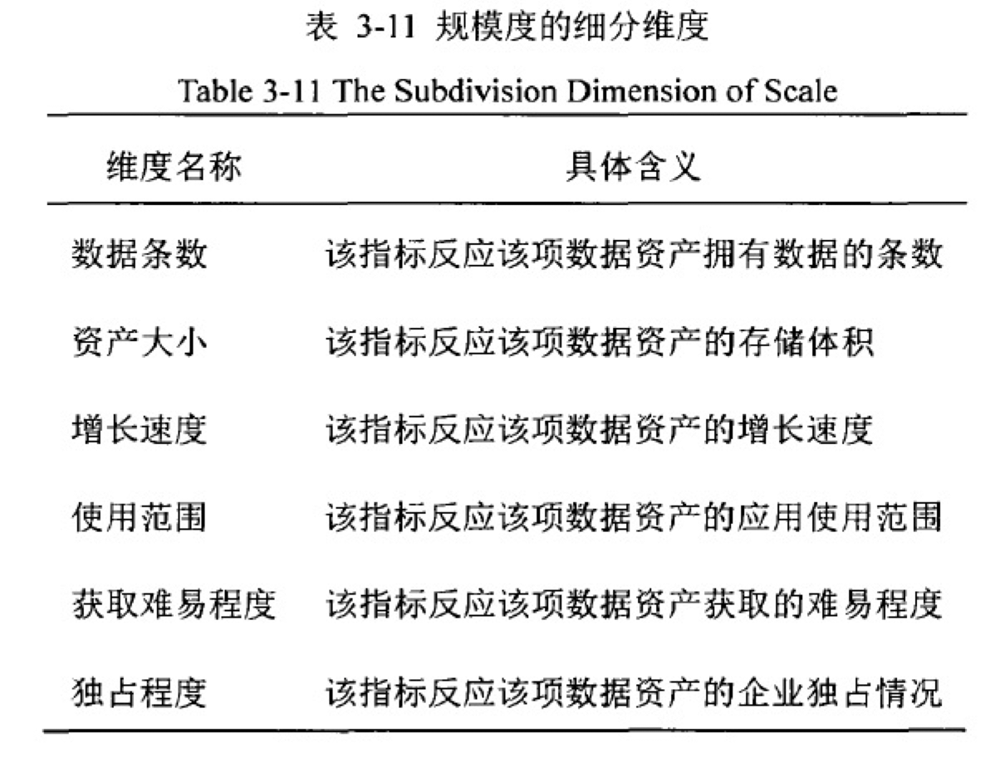 表 3-11 规模度的细分维度
Table 3-11 The Subdivision Dimension of Scale
维度名称 具体含义
数据条数 该指标反应该项数据资产拥有数据的条数
资产大小 该指标反应该项数据资产的存储体积
增长速度 该指标反应该项数据资产的增长速度
使用范围 该指标反应该项数据资产的应用使用范围
获取难易程度 该指标反应该项数据资产获取的难易程度
独占程度 该指标反应该项数据资产的企业独占情况